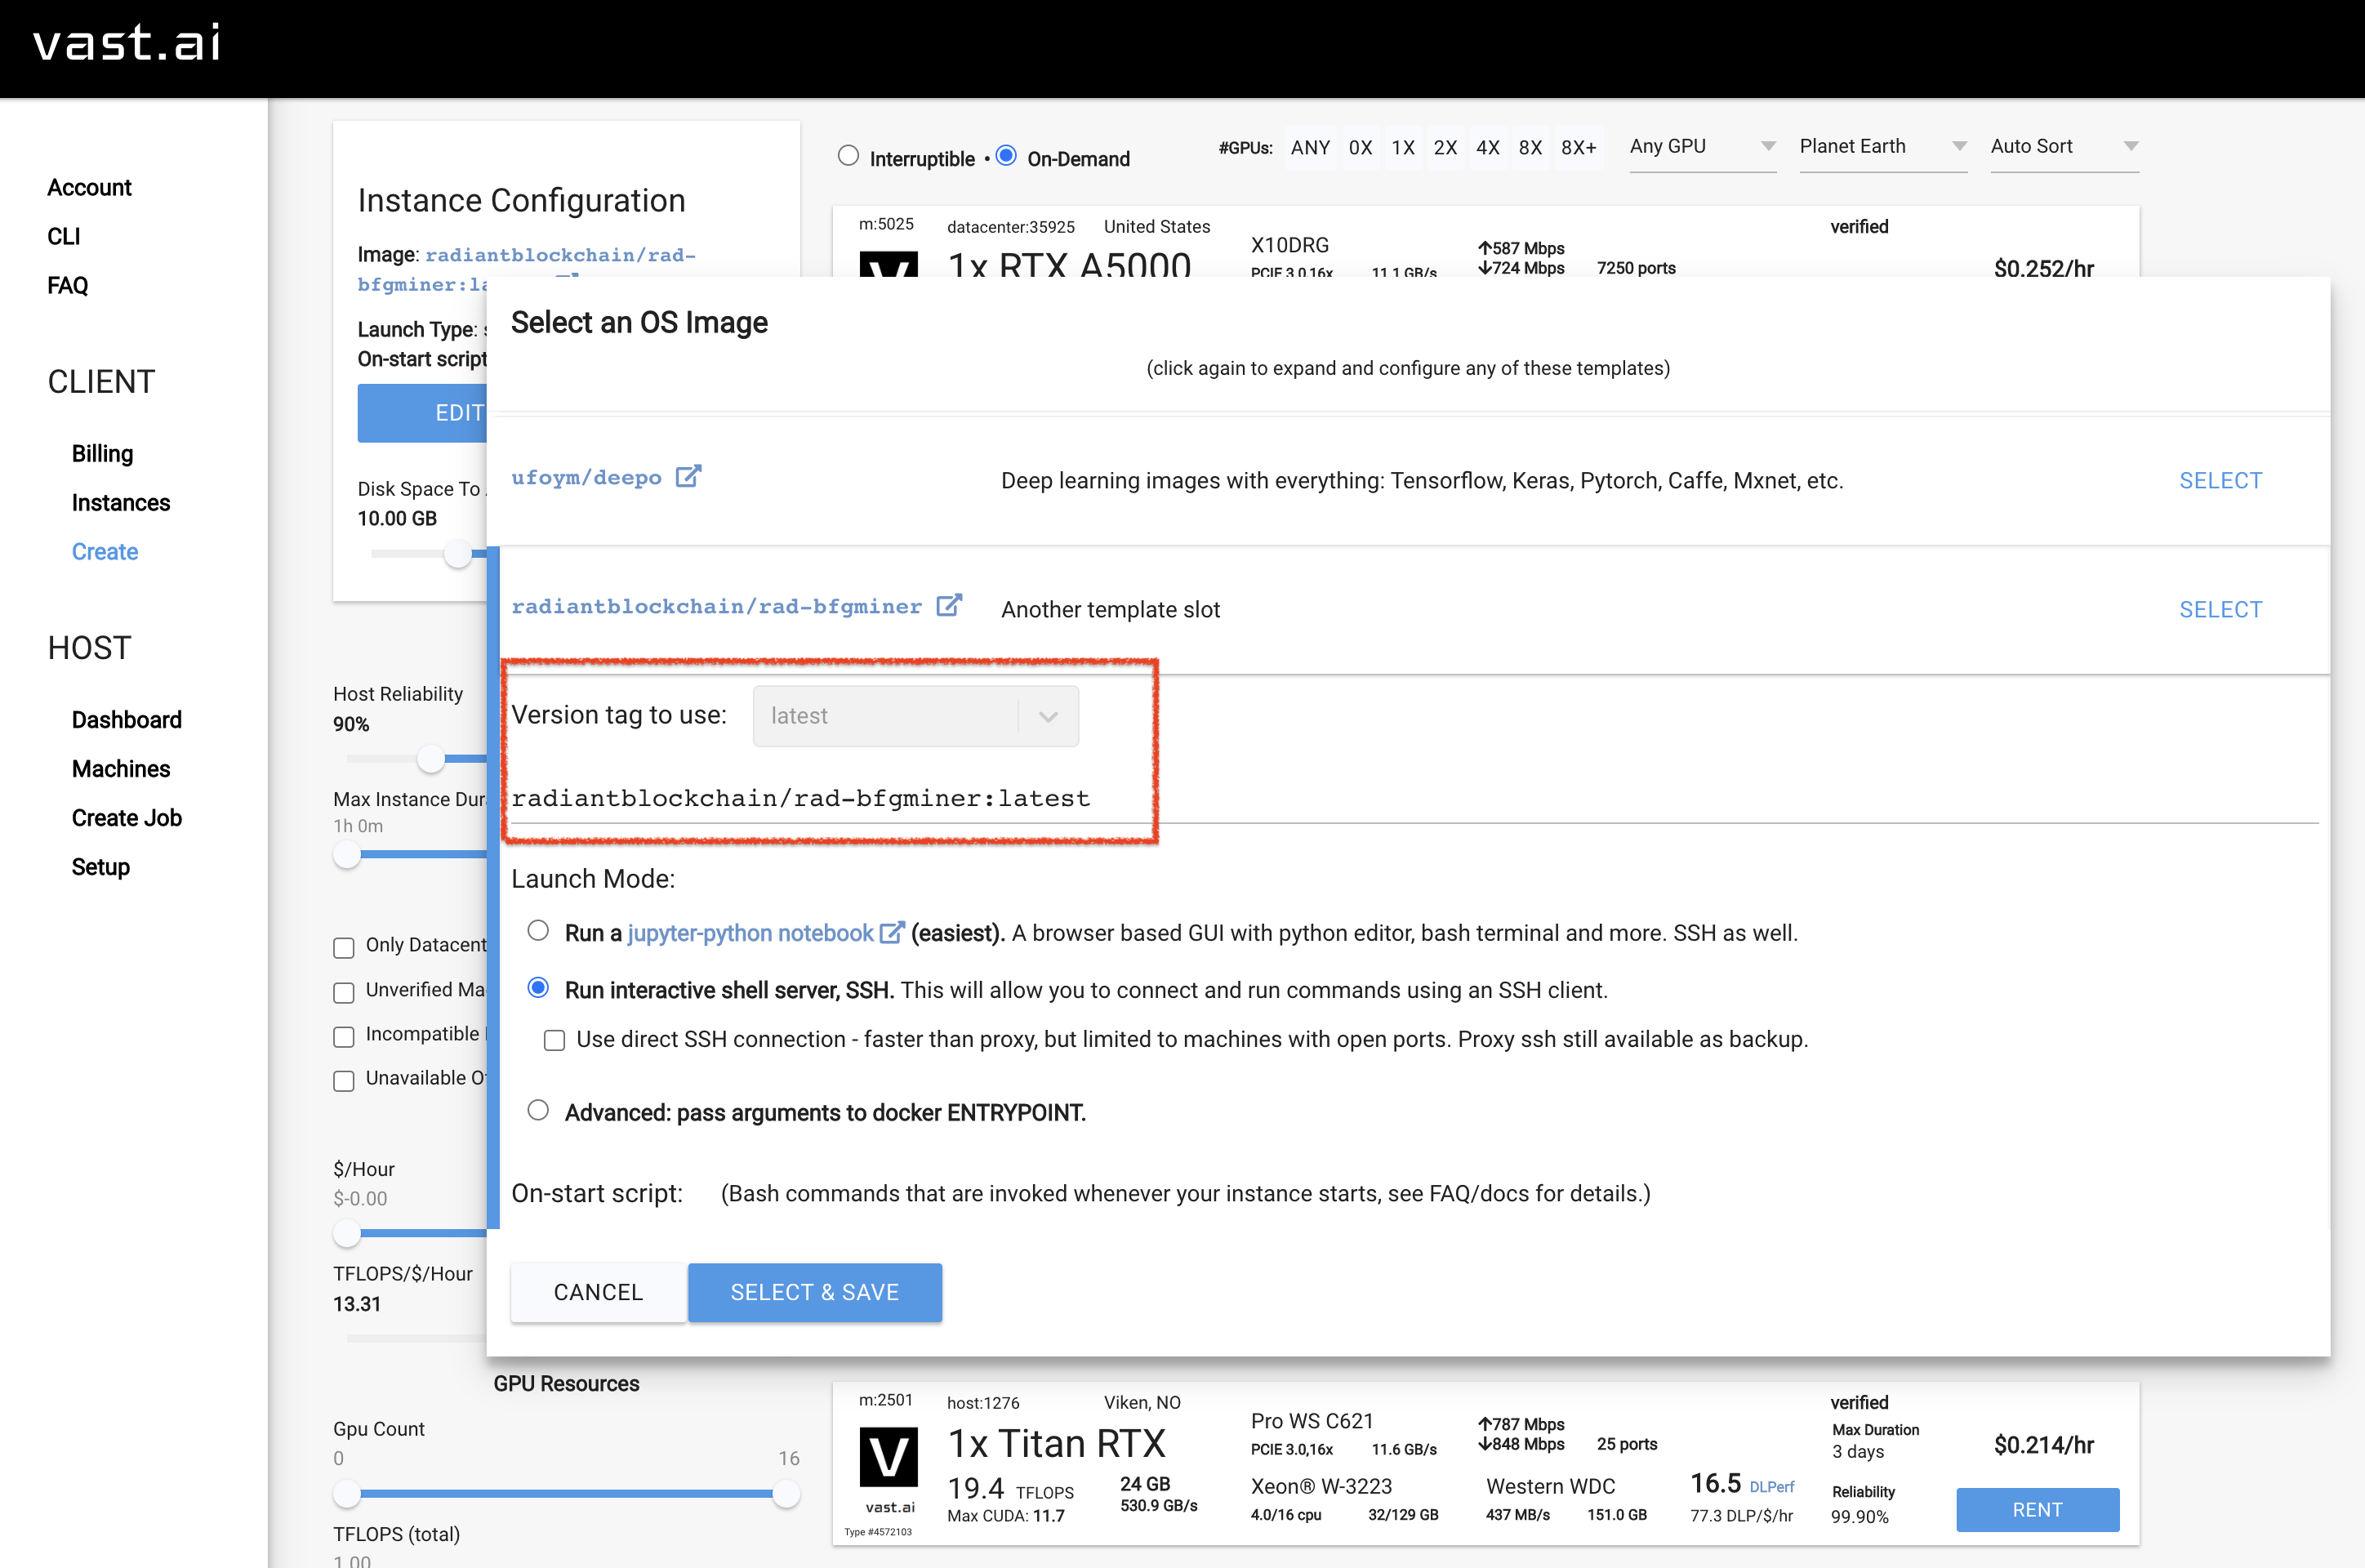 vast.ai
Account
CLI
FAQ
CLIENT
Billing
Instances
Create
HOST
Dashboard
Machines
Create Job
Setup
Instance Configuration
Image: radiantblockchain/rad-
bfgminer:la
Launch Type:
On-start script
EDIT
Disk Space To
10.00 GB
Host Reliability
90%
Max Instance Dur
1h 0m
Only Datacent
Unverified Ma
Incompatible
Unavailable O
$/Hour
$-0.00
TFLOPS/$/Hour
13.31
GPU Resources
Gpu Count
0 16
TFLOPS (total)
1.00
Interruptible • On-Demand
#GPUs: ANY 0X 1X 2X 4X 8X 8X+
Any GPU
Planet Earth
Auto Sort
m:5025 datacenter:35925 United States
1x RTX A5000
X10DRG
PCIE 3.0,16x 11.1 GB/s
↑587 Mbps
↓724 Mbps 7250 ports
verified
$0.252/hr
Select an OS Image
(click again to expand and configure any of these templates)
ufoym/deepo Deep learning images with everything: Tensorflow, Keras, Pytorch, Caffe, Mxnet, etc. SELECT
radiantblockchain/rad-bfgminer Another template slot SELECT
Version tag to use: latest
radiantblockchain/rad-bfgminer:latest
Launch Mode:
Run a jupyter-python notebook (easiest). A browser based GUI with python editor, bash terminal and more. SSH as well.
Run interactive shell server, SSH. This will allow you to connect and run commands using an SSH client.
Use direct SSH connection - faster than proxy, but limited to machines with open ports. Proxy ssh still available as backup.
Advanced: pass arguments to docker ENTRYPOINT.
On-start script: (Bash commands that are invoked whenever your instance starts, see FAQ/docs for details.)
CANCEL SELECT & SAVE
m:2501 host:1276 Viken, NO
V
vast.ai
Type #4572103
1x Titan RTX
19.4 TFLOPS
Max CUDA: 11.7
24 GB
530.9 GB/s
Pro WS C621
PCIE 3.0,16x 11.6 GB/s
Xeon® W-3223
4.0/16 cpu 32/129 GB
↑787 Mbps
↓848 Mbps 25 ports
Western WDC
437 MB/s 151.0 GB
16.5 DLPerf
77.3 DLP/$/hr
verified
Max Duration
3 days
Reliability
99.90%
$0.214/hr
RENT